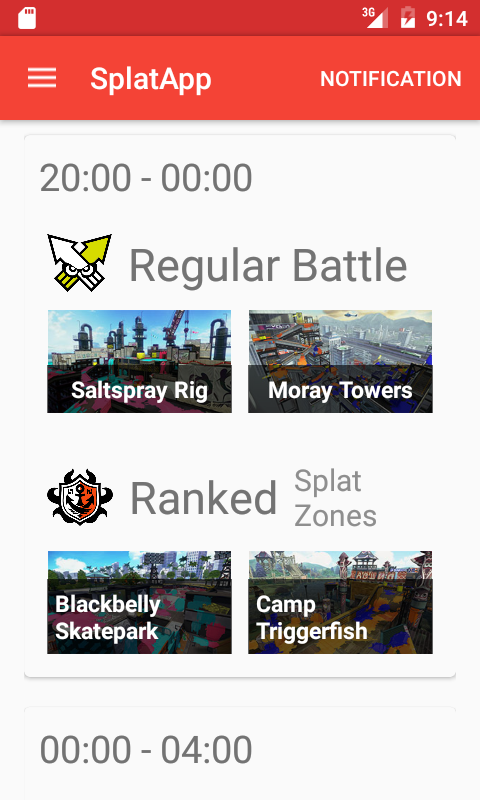 3G
9:14
SplatApp
NOTIFICATION
20:00 - 00:00
Regular Battle
Saltspray Rig
Moray Towers
Ranked
Splat
Zones
Blackbelly
Skatepark
Camp
Triggerfish
00:00 - 04:00